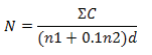 N = ΣC / (n1 + 0.1n2)d